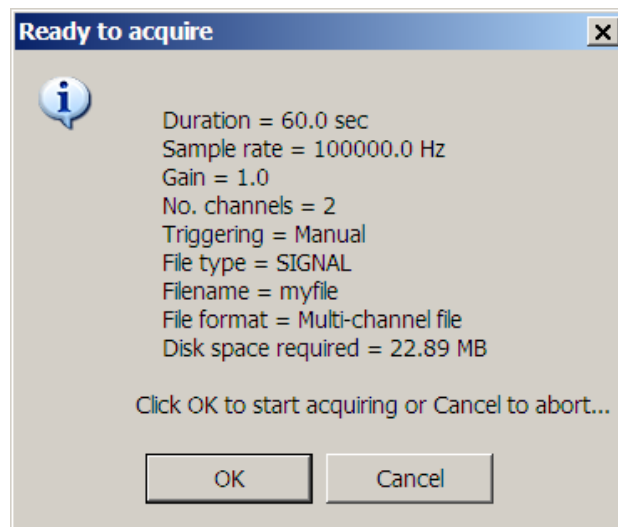 Ready to acquire
Duration = 60.0 sec
Sample rate = 100000.0 Hz
Gain = 1.0
No. channels = 2
Triggering = Manual
File type = SIGNAL
Filename = myfile
File format = Multi-channel file
Disk space required = 22.89 MB
Click OK to start acquiring or Cancel to abort...
OK
Cancel